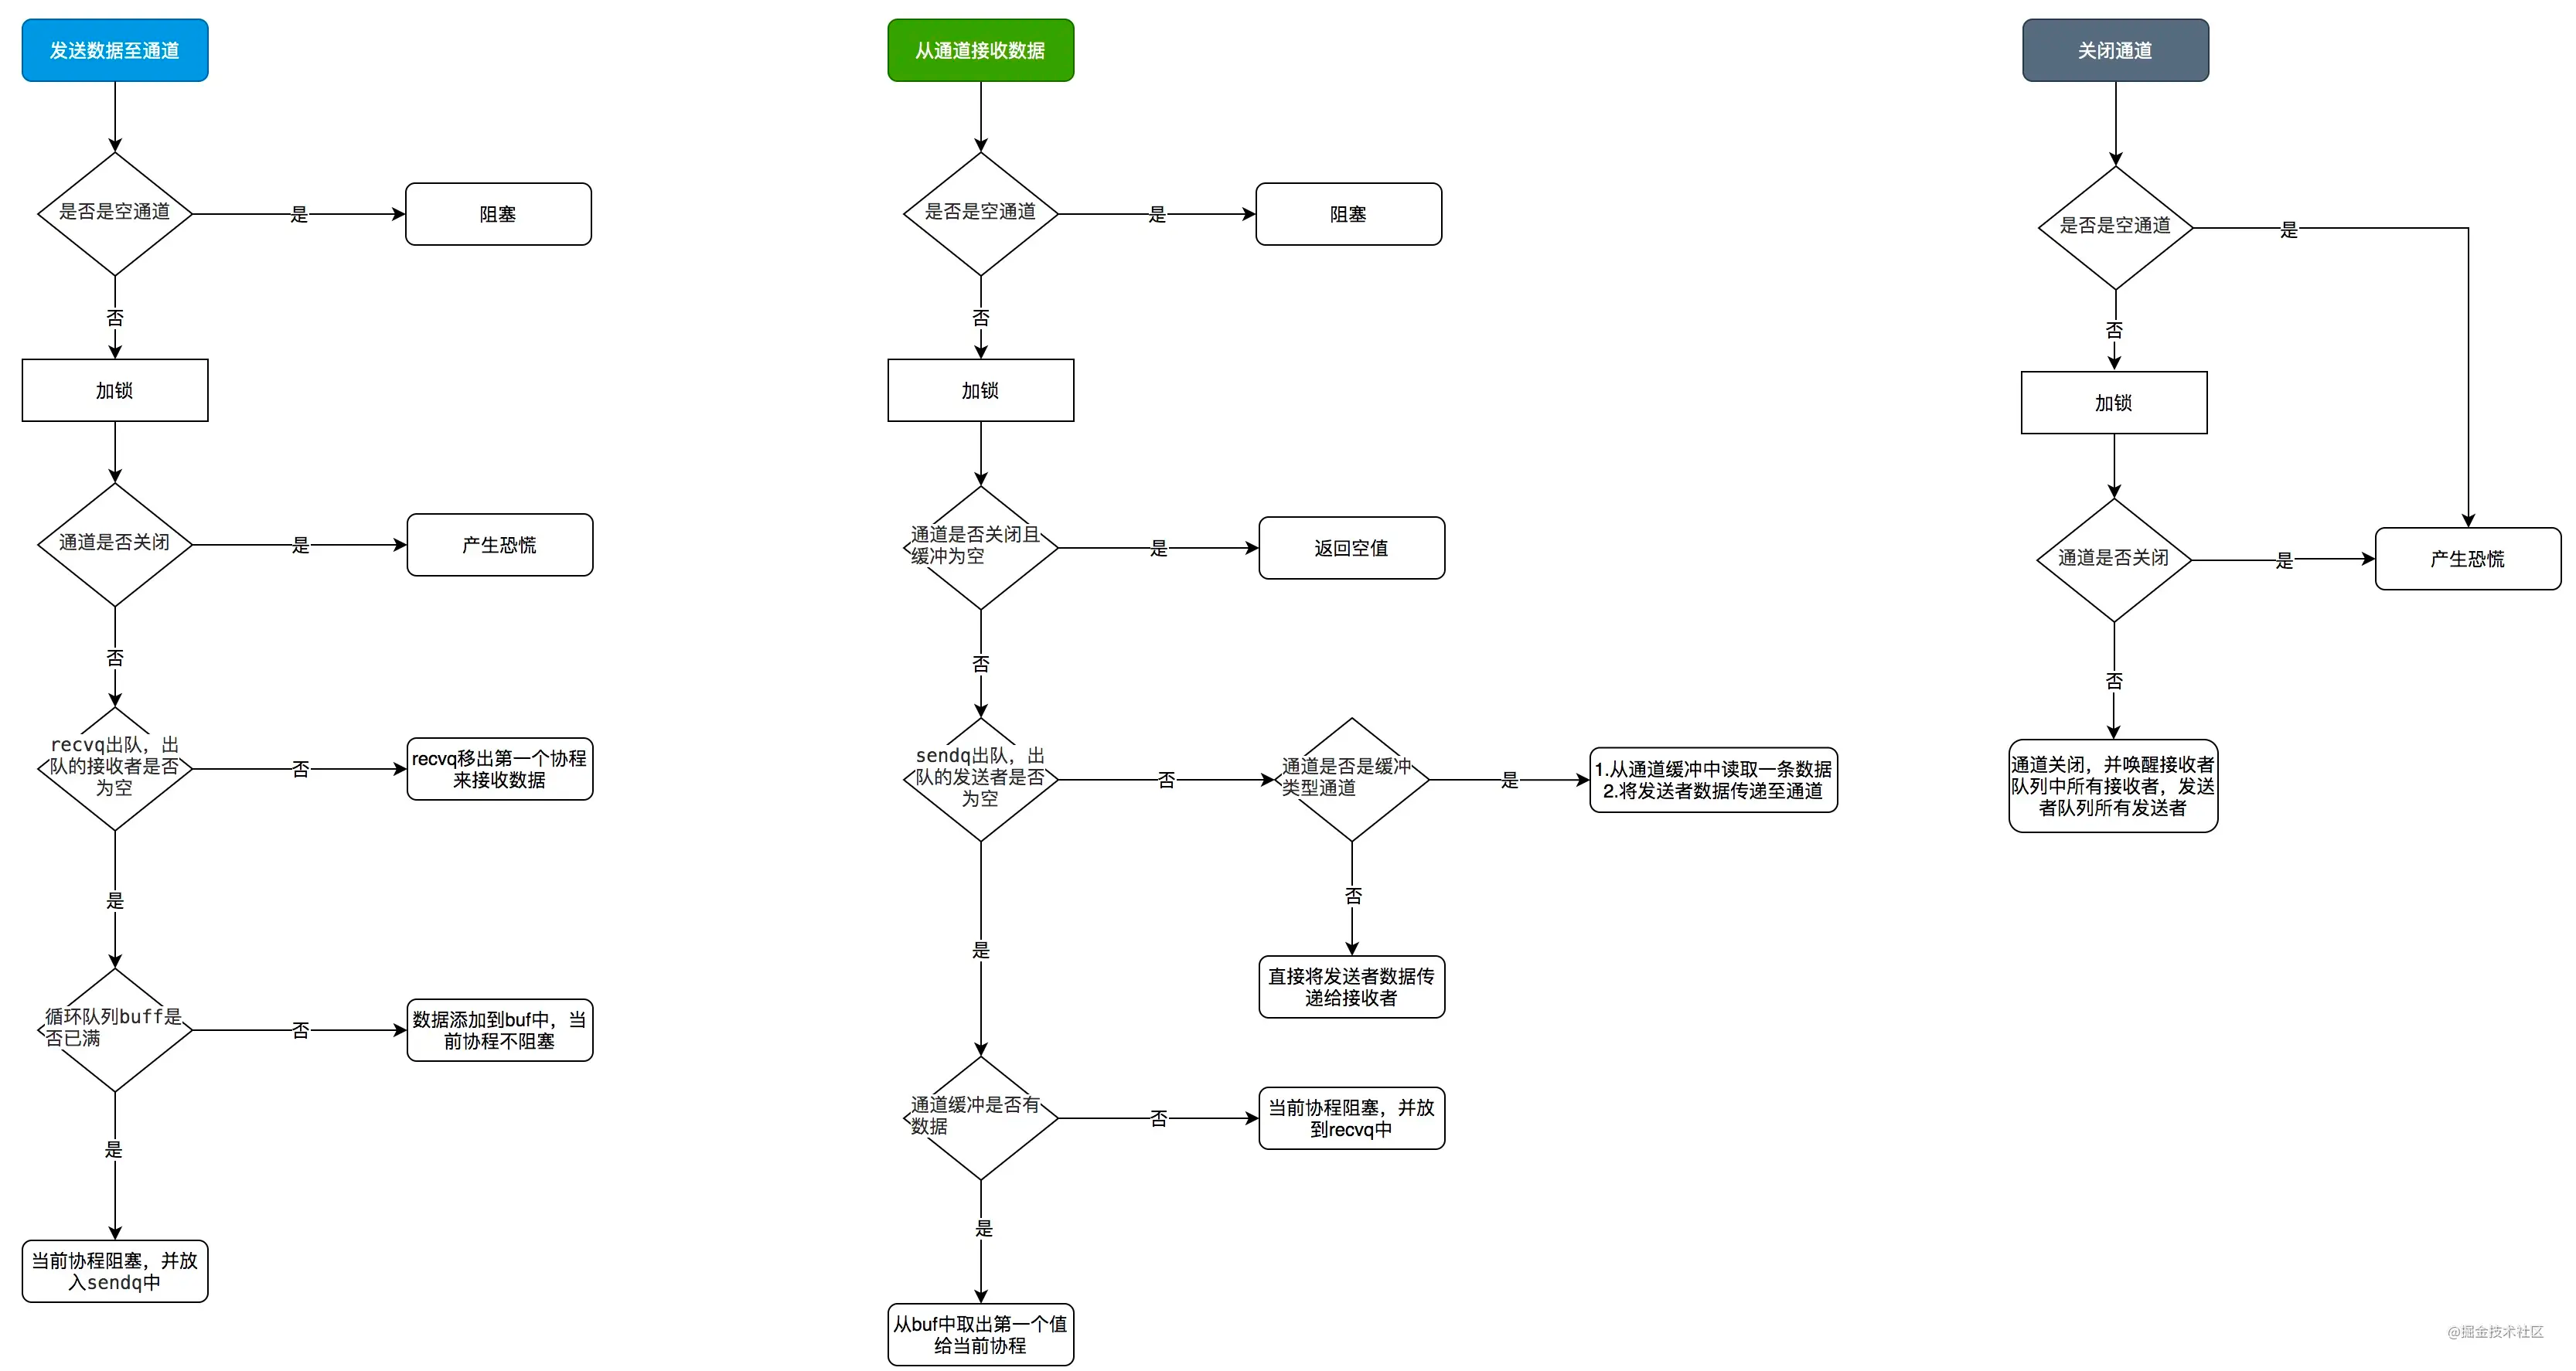 发送数据至通道
是否是空通道
是
阻塞
否
加锁
通道是否关闭
是
产生恐慌
否
recvq出队，出
队的接收者是否
为空
否
recvq移出第一个协程
来接收数据
是
循环队列buff是
否已满
否
数据添加到buf中，当
前协程不阻塞
是
当前协程阻塞，并放
入sendq中
从通道接收数据
是否是空通道
是
阻塞
否
加锁
通道是否关闭且
缓冲为空
是
返回空值
否
sendq出队，出
队的发送者是否
为空
否
通道是否是缓冲
类型通道
是
1.从通道缓冲中读取一条数据
2.将发送者数据传递至通道
否
直接将发送者数据传
递给接收者
是
通道缓冲是否有
数据
否
当前协程阻塞，并放
到recvq中
是
从buf中取出第一个值
给当前协程
关闭通道
是否是空通道
是
否
加锁
通道是否关闭
是
产生恐慌
否
通道关闭，并唤醒接收者
队列中所有接收者，发送
者队列所有发送者
@掘金技术社区